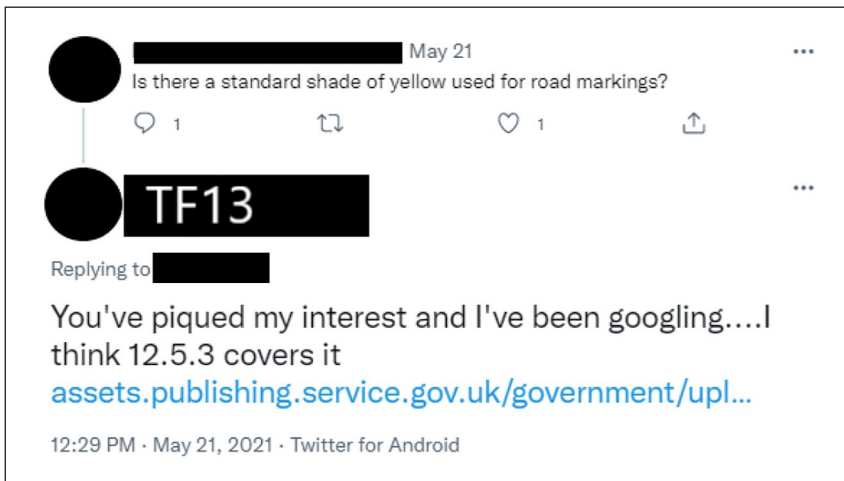 May 21
Is there a standard shade of yellow used for road markings?
1 1
TF13
Replying to
You've piqued my interest and I've been googling....I
think 12.5.3 covers it
assets.publishing.service.gov.uk/government/upl...
12:29 PM · May 21, 2021 · Twitter for Android